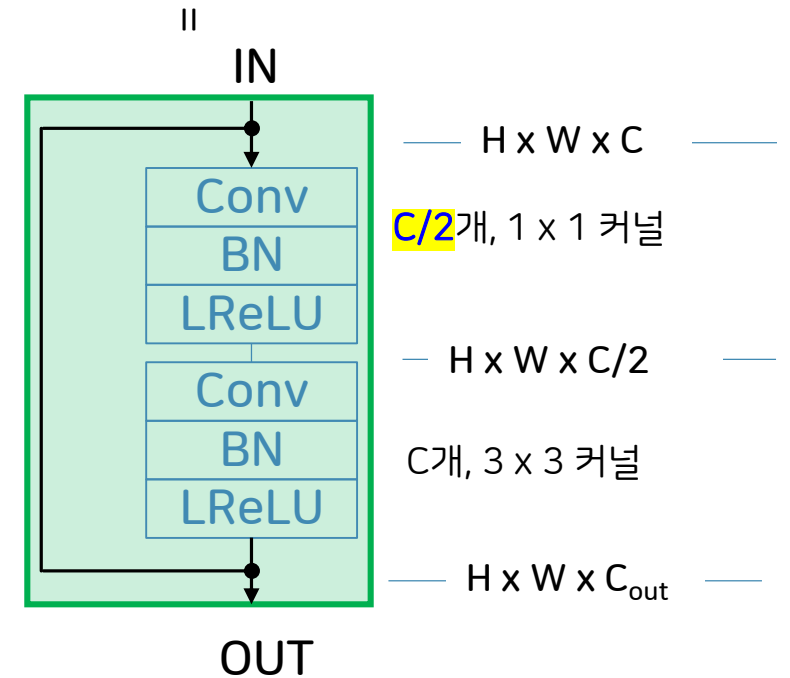 II
IN
H x W x C
Conv
C/2개, 1 x 1 커널
BN
LReLU
H x W x C/2
Conv
BN
C개, 3 x 3 커널
LReLU
H x W x Cout
OUT